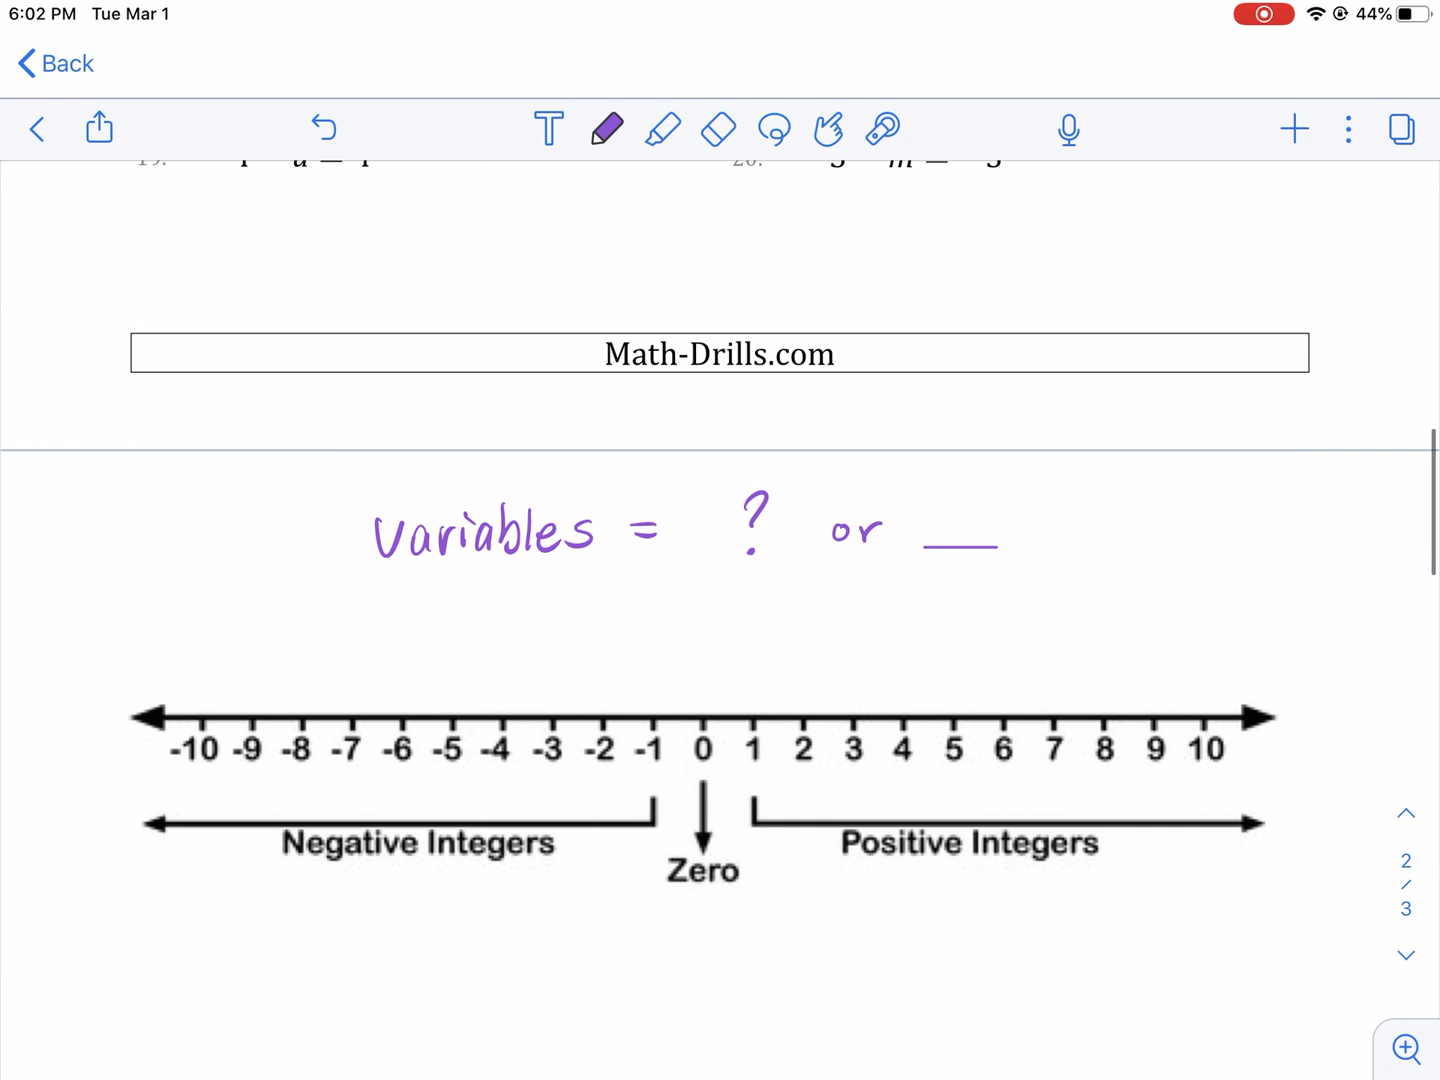 6:02 PM Tue Mar 1
44%
Back
Math-Drills.com
variables = ? or __
-10 -9 -8 -7 -6 -5 -4 -3 -2 -1 0 1 2 3 4 5 6 7 8 9 10
Negative Integers
Positive Integers
Zero
2
/
3